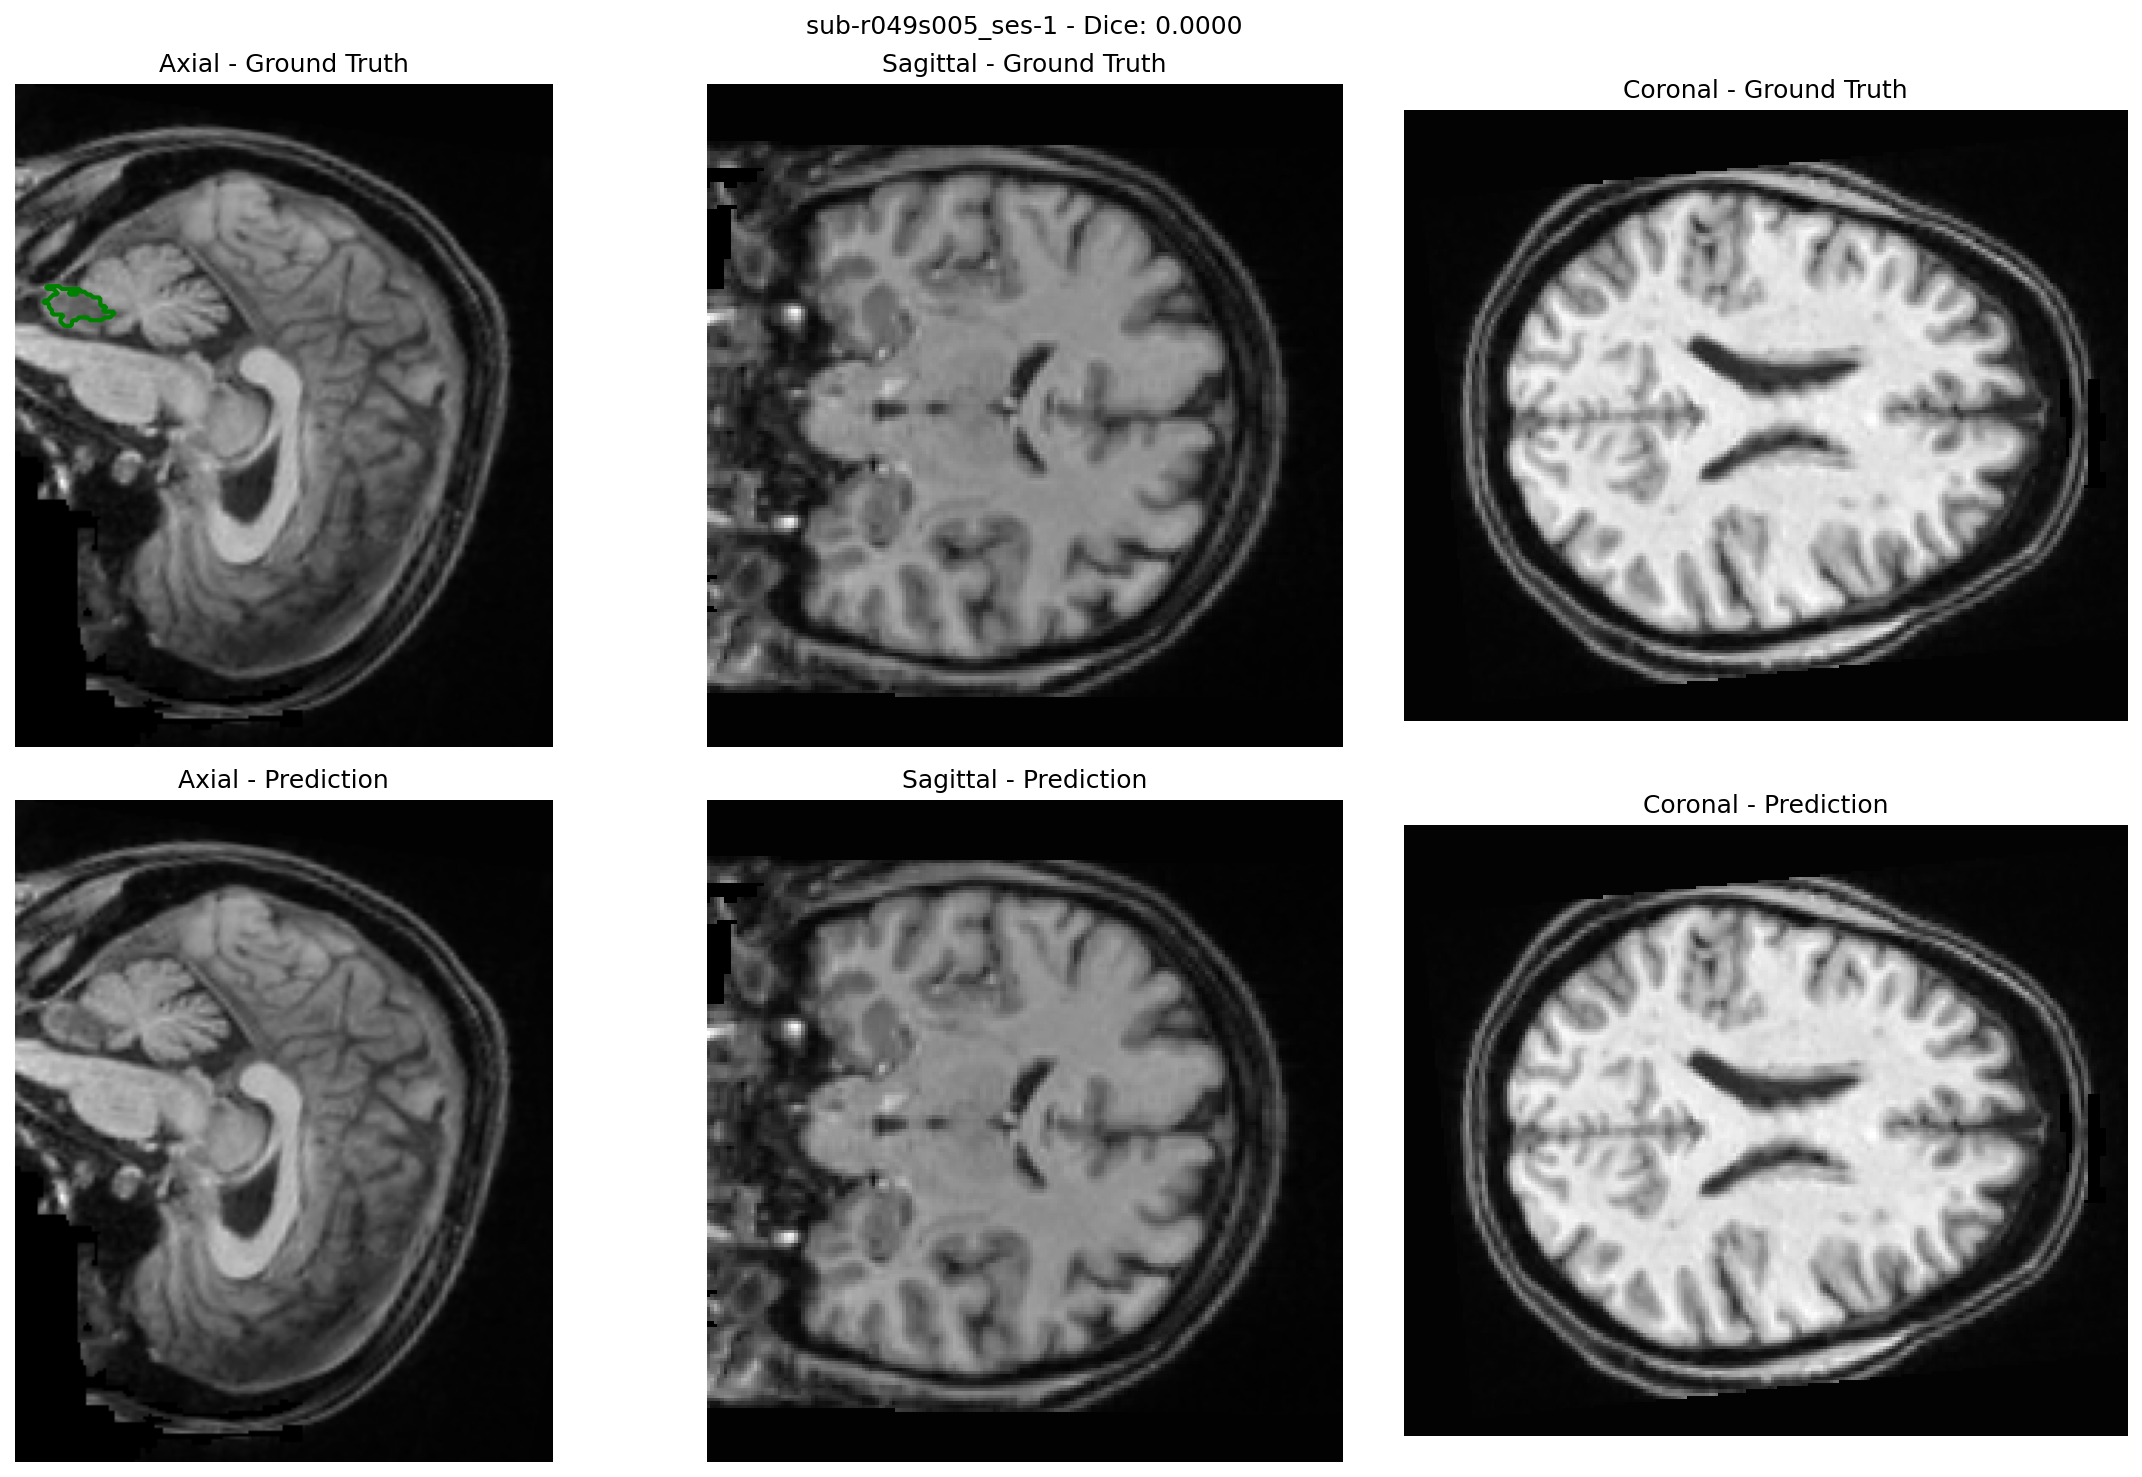 sub-r049s005_ses-1 - Dice: 0.0000
Axial - Ground Truth
Sagittal - Ground Truth
Coronal - Ground Truth
Axial - Prediction
Sagittal - Prediction
Coronal - Prediction